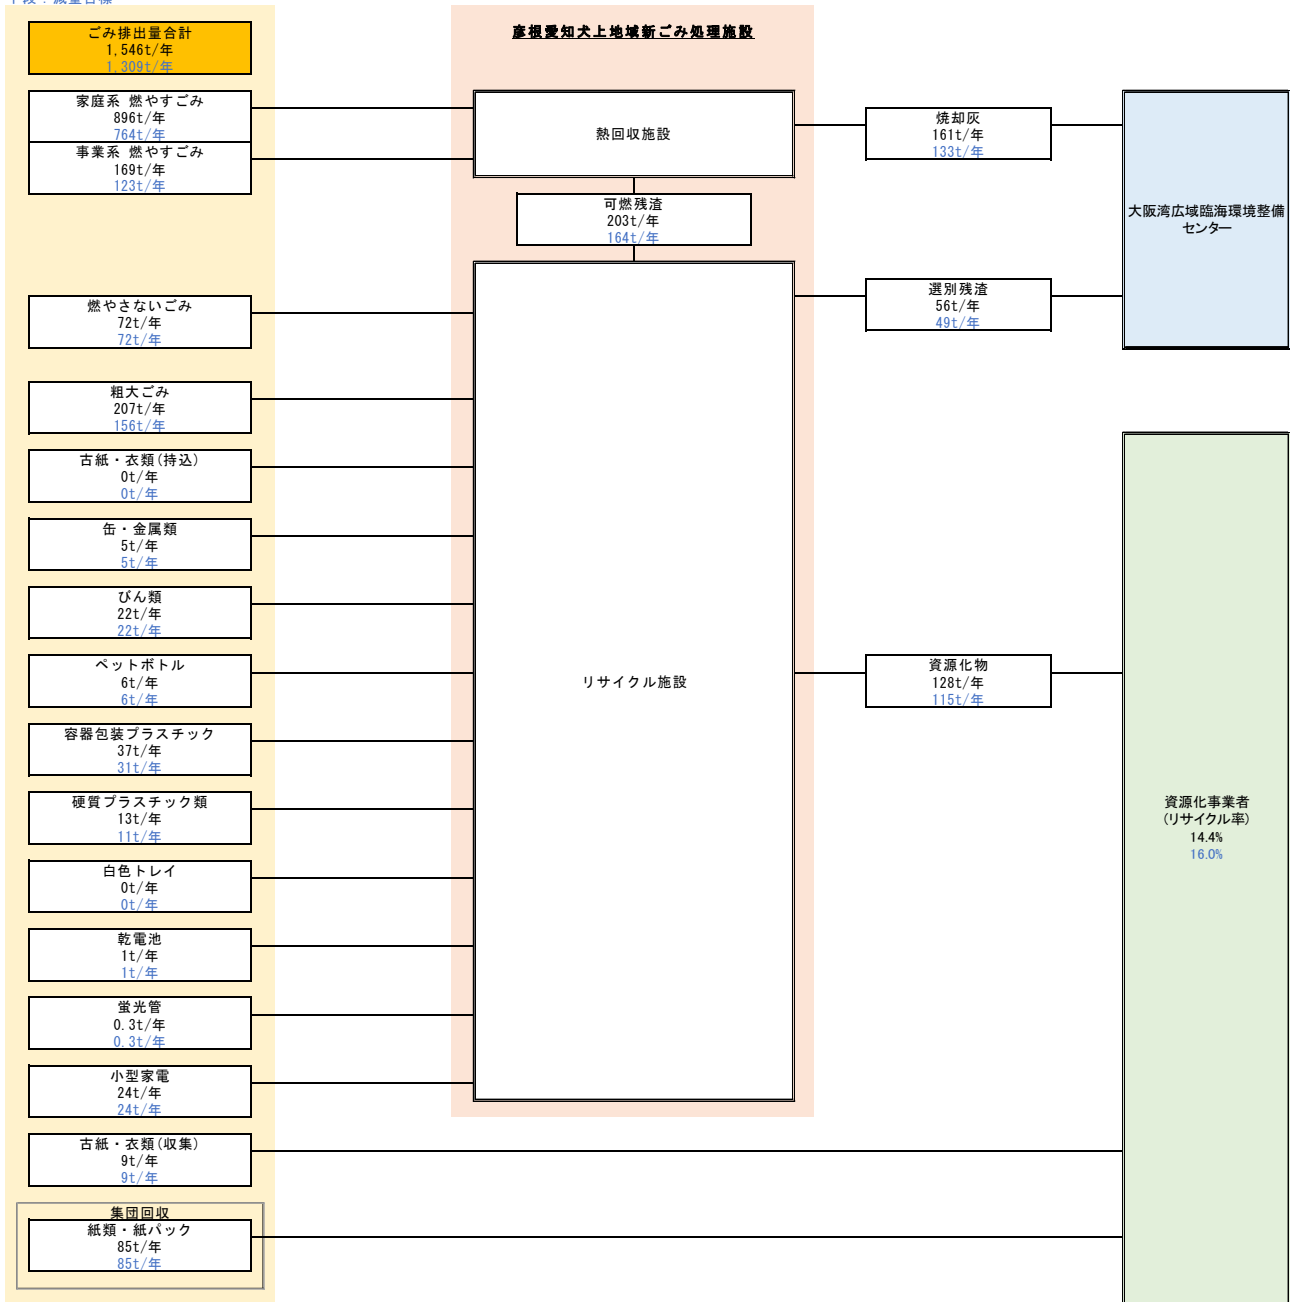 下段：減量目標
ごみ排出量合計
1,546t/年
1,309t/年
彦根愛知犬上地域新ごみ処理施設
家庭系 燃やすごみ
896t/年
764t/年
事業系 燃やすごみ
169t/年
123t/年
熱回収施設
焼却灰
161t/年
133t/年
大阪湾広域臨海環境整備
センター
可燃残渣
203t/年
164t/年
選別残渣
56t/年
49t/年
燃やさないごみ
72t/年
72t/年
粗大ごみ
207t/年
156t/年
古紙・衣類(持込)
0t/年
0t/年
缶・金属類
5t/年
5t/年
びん類
22t/年
22t/年
ペットボトル
6t/年
6t/年
リサイクル施設
資源化物
128t/年
115t/年
容器包装プラスチック
37t/年
31t/年
硬質プラスチック類
13t/年
11t/年
資源化事業者
(リサイクル率)
14.4%
16.0%
白色トレイ
0t/年
0t/年
乾電池
1t/年
1t/年
蛍光管
0.3t/年
0.3t/年
小型家電
24t/年
24t/年
古紙・衣類(収集)
9t/年
9t/年
集団回収
紙類・紙パック
85t/年
85t/年